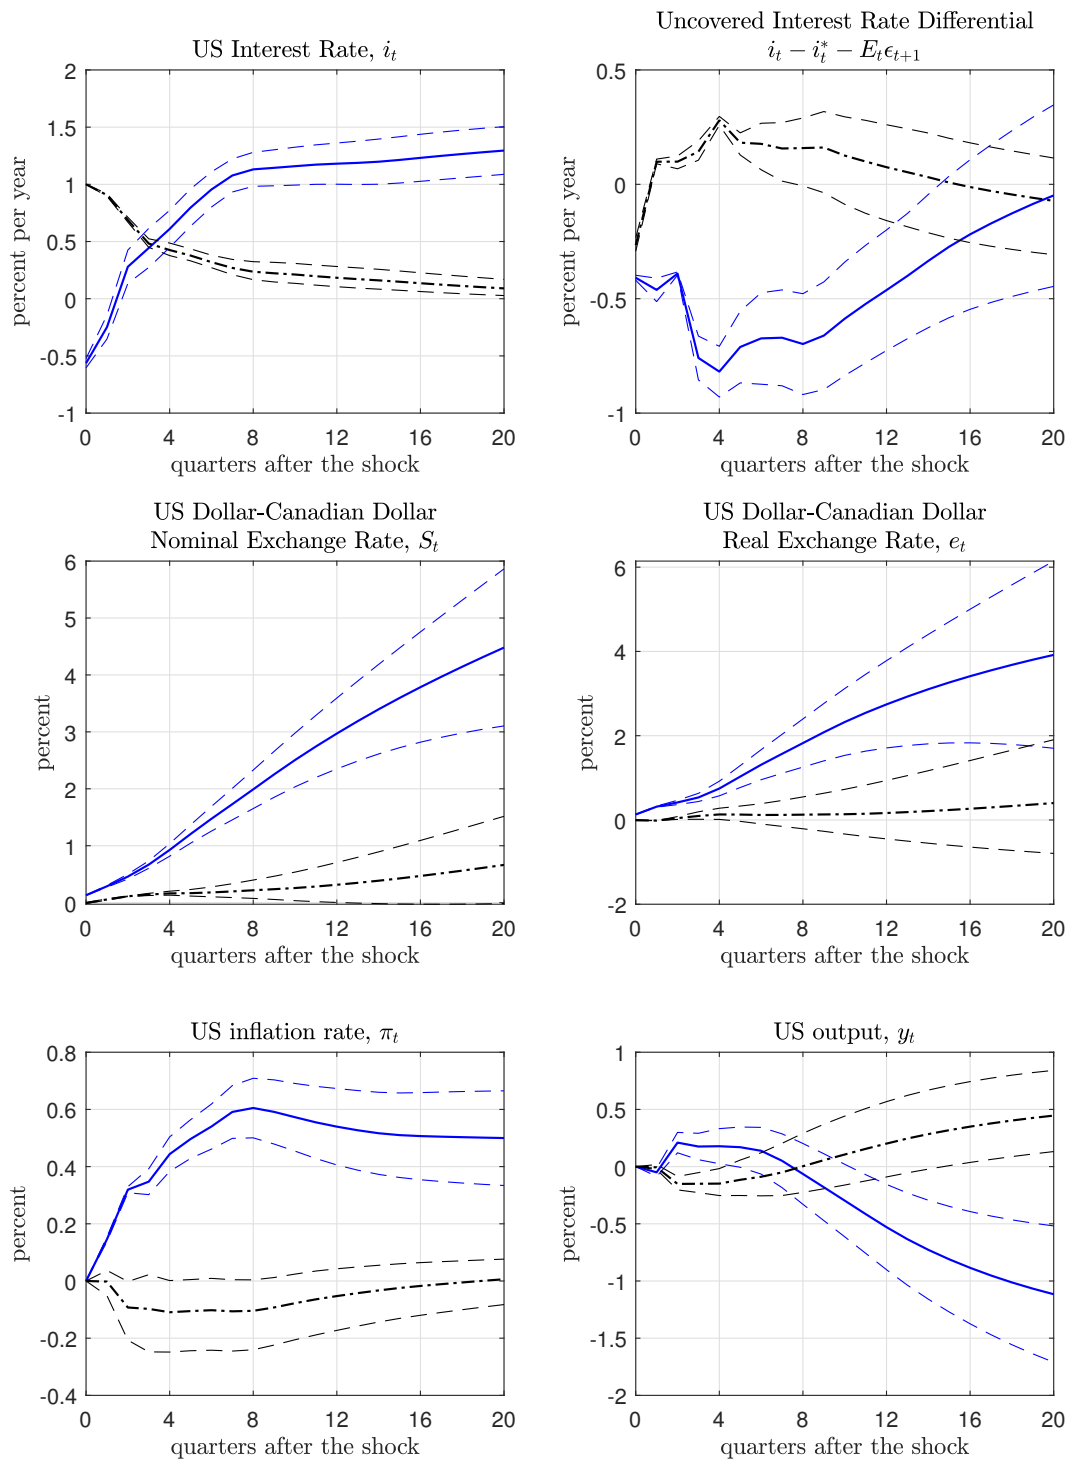 US Interest Rate, i_t
percent per year
2
1.5
1
0.5
0
-0.5
-1
0 4 8 12 16 20
quarters after the shock
Uncovered Interest Rate Differential
i_t − i_t^* − E_tϵ_{t+1}
percent per year
0.5
0
-0.5
-1
0 4 8 12 16 20
quarters after the shock
US Dollar-Canadian Dollar
Nominal Exchange Rate, S_t
percent
6
5
4
3
2
1
0
0 4 8 12 16 20
quarters after the shock
US Dollar-Canadian Dollar
Real Exchange Rate, e_t
percent
6
4
2
0
-2
0 4 8 12 16 20
quarters after the shock
US inflation rate, π_t
percent
0.8
0.6
0.4
0.2
0
-0.2
-0.4
0 4 8 12 16 20
quarters after the shock
US output, y_t
percent
1
0.5
0
-0.5
-1
-1.5
-2
0 4 8 12 16 20
quarters after the shock